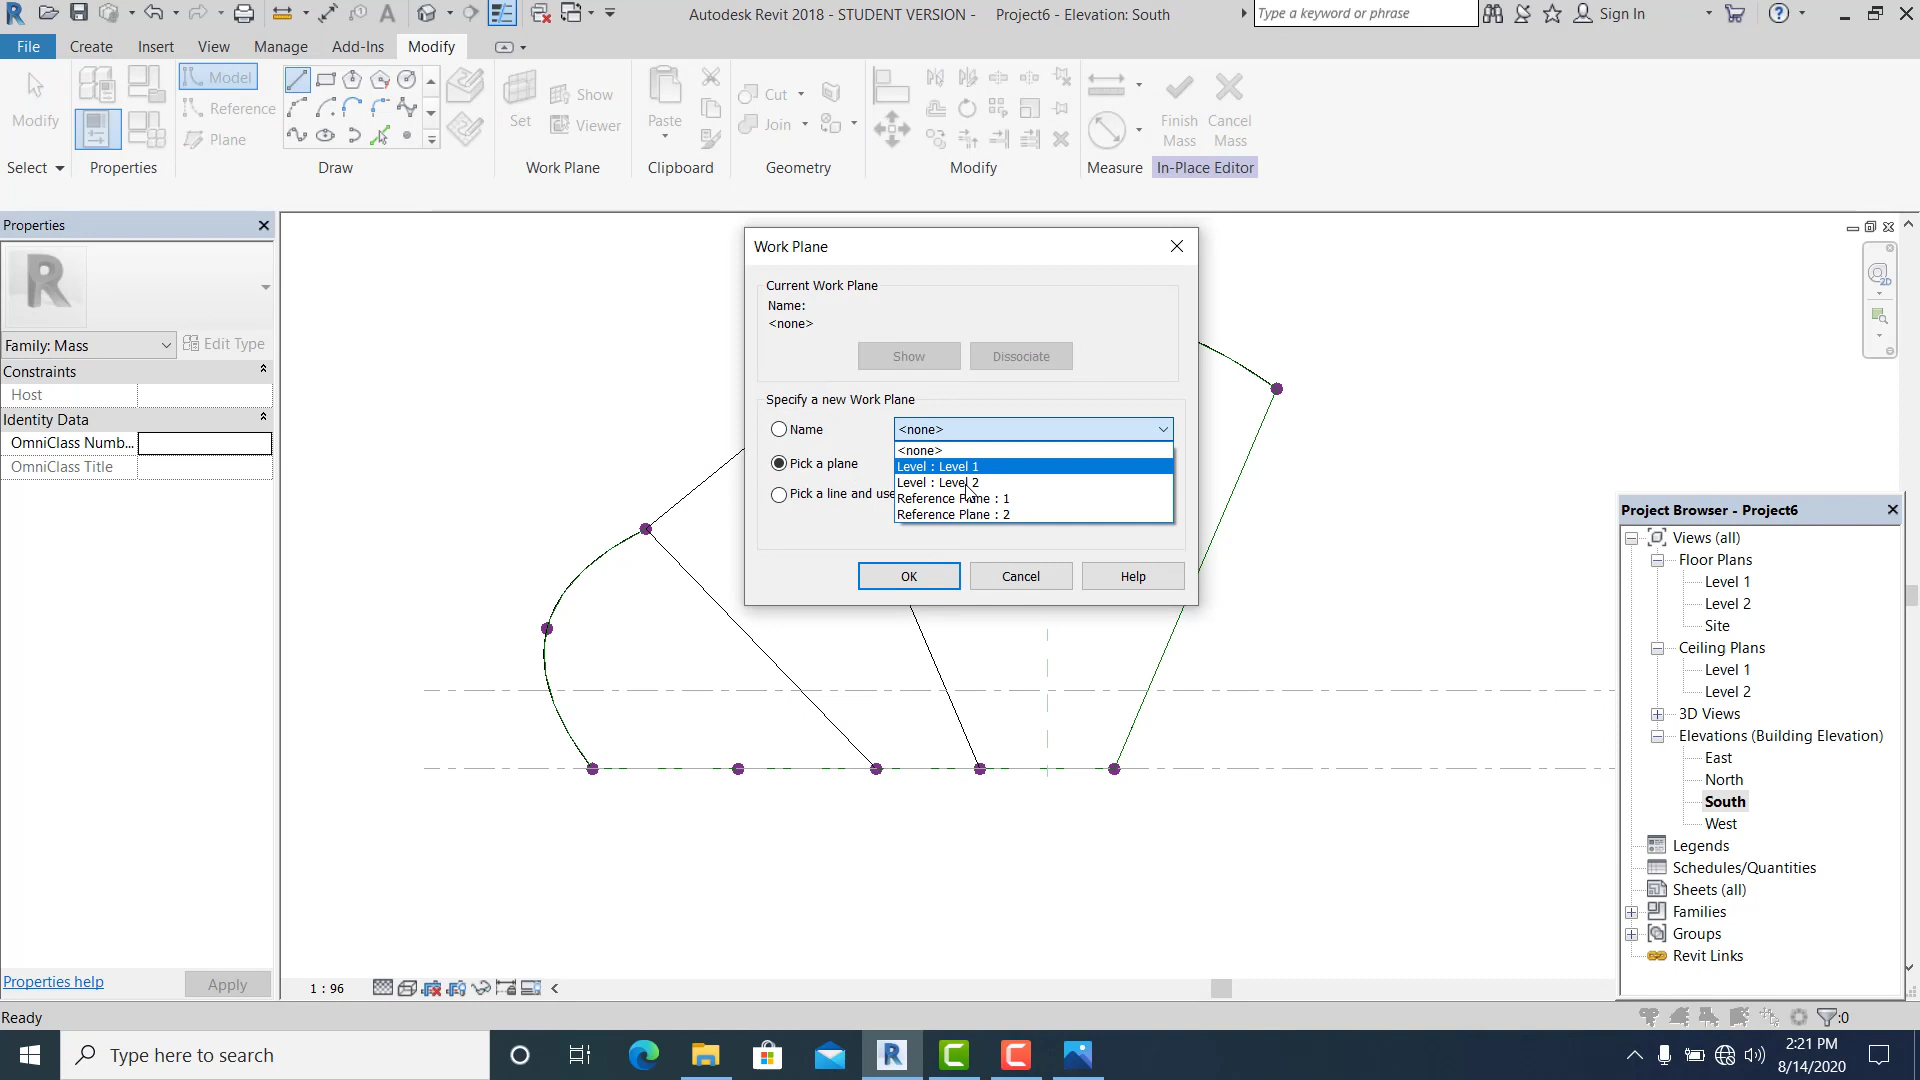 Autodesk Revit 2018 - STUDENT VERSION - Project6 - Elevation: South
Type a keyword or phrase
Sign In
File Create Insert View Manage Add-Ins Modify
Modify
Model
Reference
Plane
Set
Show
Viewer
Paste
Cut
Join
Finish Mass
Cancel Mass
Select Properties Draw Work Plane Clipboard Geometry Modify Measure In-Place Editor
Properties
Family: Mass
Edit Type
Constraints
Host
Identity Data
OmniClass Numb...
OmniClass Title
Properties help
Apply
Work Plane
Current Work Plane
Name:
<none>
Show Dissociate
Specify a new Work Plane
Name
<none>
<none>
Pick a plane
Level : Level 1
Level : Level 2
Pick a line and use
Reference Plane : 1
Reference Plane : 2
OK Cancel Help
2D
Project Browser - Project6
Views (all)
Floor Plans
Level 1
Level 2
Site
Ceiling Plans
Level 1
Level 2
3D Views
Elevations (Building Elevation)
East
North
South
West
Legends
Schedules/Quantities
Sheets (all)
Families
Groups
Revit Links
1 : 96
Ready
:0
Type here to search
2:21 PM
8/14/2020